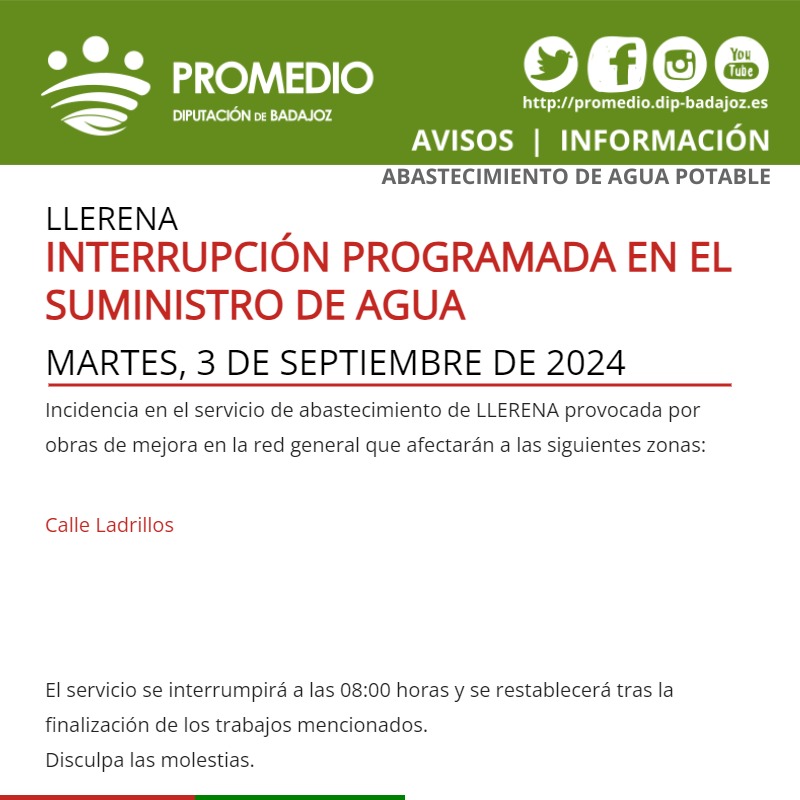 PROMEDIO
DIPUTACIÓN DE BADAJOZ
You
Tube
http://promedio.dip-badajoz.es
AVISOS | INFORMACIÓN
ABASTECIMIENTO DE AGUA POTABLE
LLERENA
INTERRUPCIÓN PROGRAMADA EN EL
SUMINISTRO DE AGUA
MARTES, 3 DE SEPTIEMBRE DE 2024
Incidencia en el servicio de abastecimiento de LLERENA provocada por
obras de mejora en la red general que afectarán a las siguientes zonas:
Calle Ladrillos
El servicio se interrumpirá a las 08:00 horas y se restablecerá tras la
finalización de los trabajos mencionados.
Disculpa las molestias.